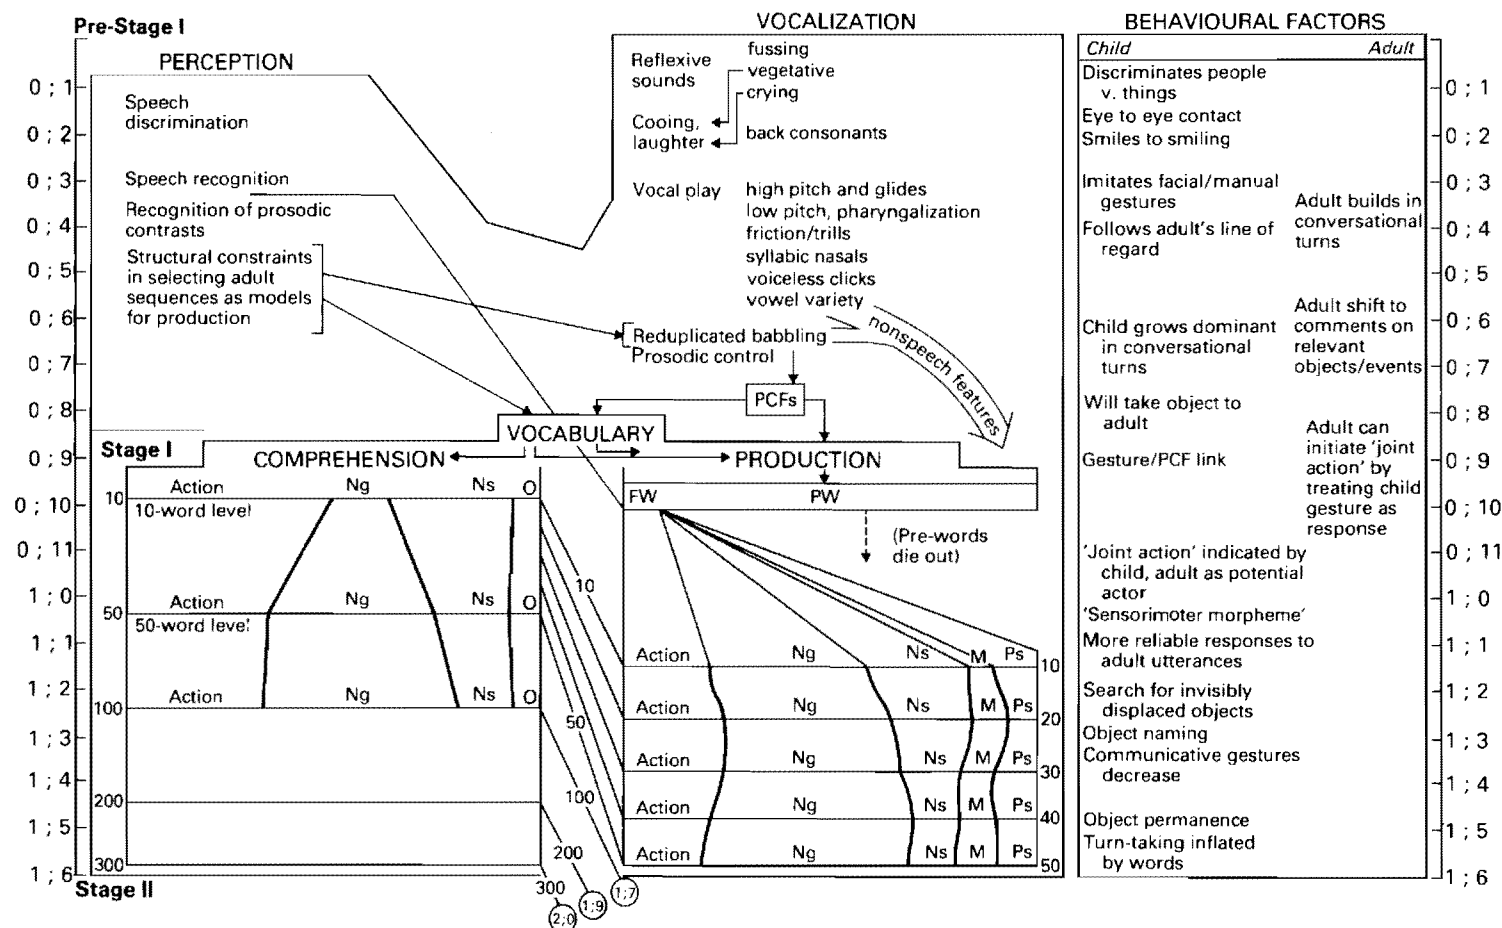 Pre-Stage I
PERCEPTION
VOCALIZATION
BEHAVIOURAL FACTORS
0 ; 1
0 ; 2
0 ; 3
0 ; 4
0 ; 5
0 ; 6
0 ; 7
0 ; 8
0 ; 9
0 ; 10
0 ; 11
1 ; 0
1 ; 1
1 ; 2
1 ; 3
1 ; 4
1 ; 5
1 ; 6
Speech
discrimination
Speech recognition
Recognition of prosodic
contrasts
Structural constraints
in selecting adult
sequences as models
for production
Reflexive
sounds
fussing
vegetative
crying
Cooing,
laughter
back consonants
Vocal play
high pitch and glides
low pitch, pharyngalization
friction/trills
syllabic nasals
voiceless clicks
vowel variety
nonspeech features
Reduplicated babbling
Prosodic control
PCFs
VOCABULARY
Stage I
COMPREHENSION
PRODUCTION
Action Ng Ns O
10
10-word level
Action Ng Ns O
50
50-word level
Action Ng Ns O
100
200
300
Stage II
10
50
100
200
300
1;7
1;9
2;0
FW PW
(Pre-words
die out)
Action Ng Ns M Ps
10
Action Ng Ns M Ps
20
Action Ng Ns M Ps
30
Action Ng Ns M Ps
40
Action Ng Ns M Ps
50
Child Adult
Discriminates people
v. things
Eye to eye contact
Smiles to smiling
Imitates facial/manual
gestures
Follows adult's line of
regard
Child grows dominant
in conversational
turns
Will take object to
adult
Gesture/PCF link
'Joint action' indicated by
child, adult as potential
actor
'Sensorimoter morpheme'
More reliable responses to
adult utterances
Search for invisibly
displaced objects
Object naming
Communicative gestures
decrease
Object permanence
Turn-taking inflated
by words
Adult builds in
conversational
turns
Adult shift to
comments on
relevant
objects/events
Adult can
initiate 'joint
action' by
treating child
gesture as
response
0 ; 1
0 ; 2
0 ; 3
0 ; 4
0 ; 5
0 ; 6
0 ; 7
0 ; 8
0 ; 9
0 ; 10
0 ; 11
1 ; 0
1 ; 1
1 ; 2
1 ; 3
1 ; 4
1 ; 5
1 ; 6